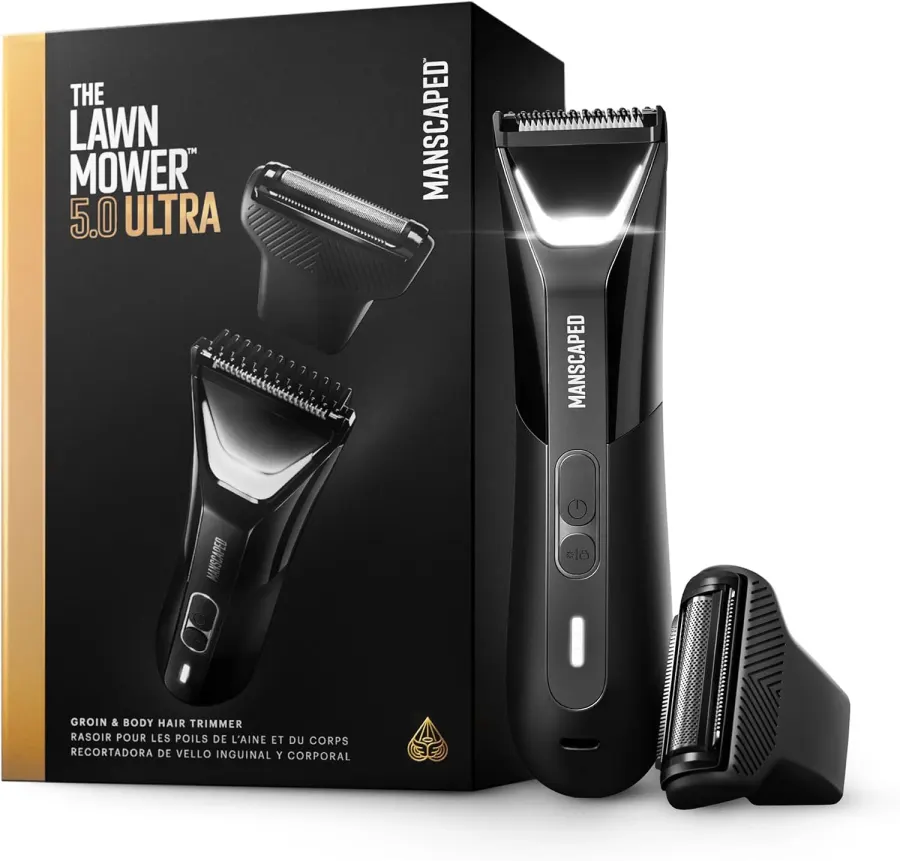 THE
LAWN
MOWER™
5.0 ULTRA
MANSCAPED™
MANSCAPED
GROIN & BODY HAIR TRIMMER
RASOIR POUR LES POILS DE L'AINE ET DU CORPS
RECORTADORA DE VELLO INGUINAL Y CORPORAL
MANSCAPED